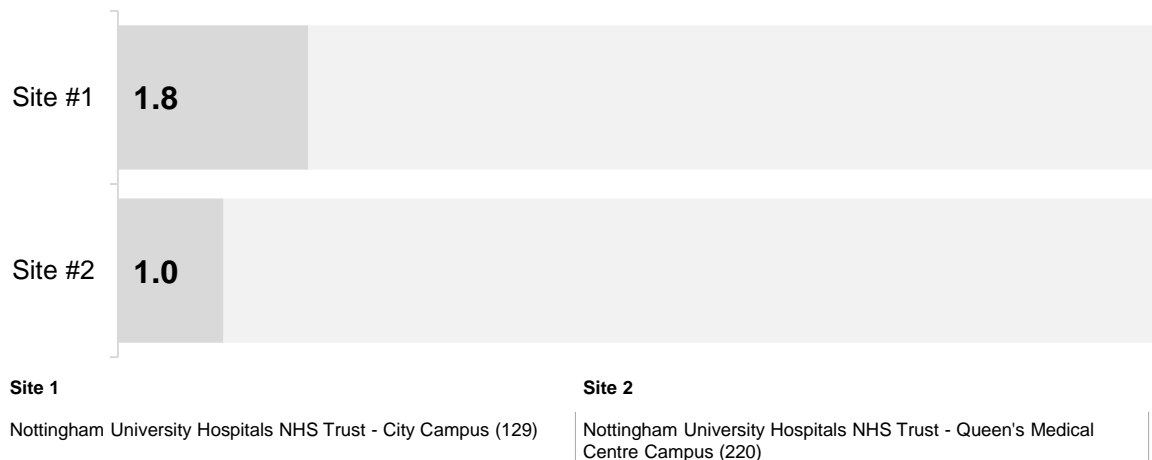 Site #1
1.8
Site #2
1.0
Site 1
Nottingham University Hospitals NHS Trust - City Campus (129)
Site 2
Nottingham University Hospitals NHS Trust - Queen's Medical
Centre Campus (220)